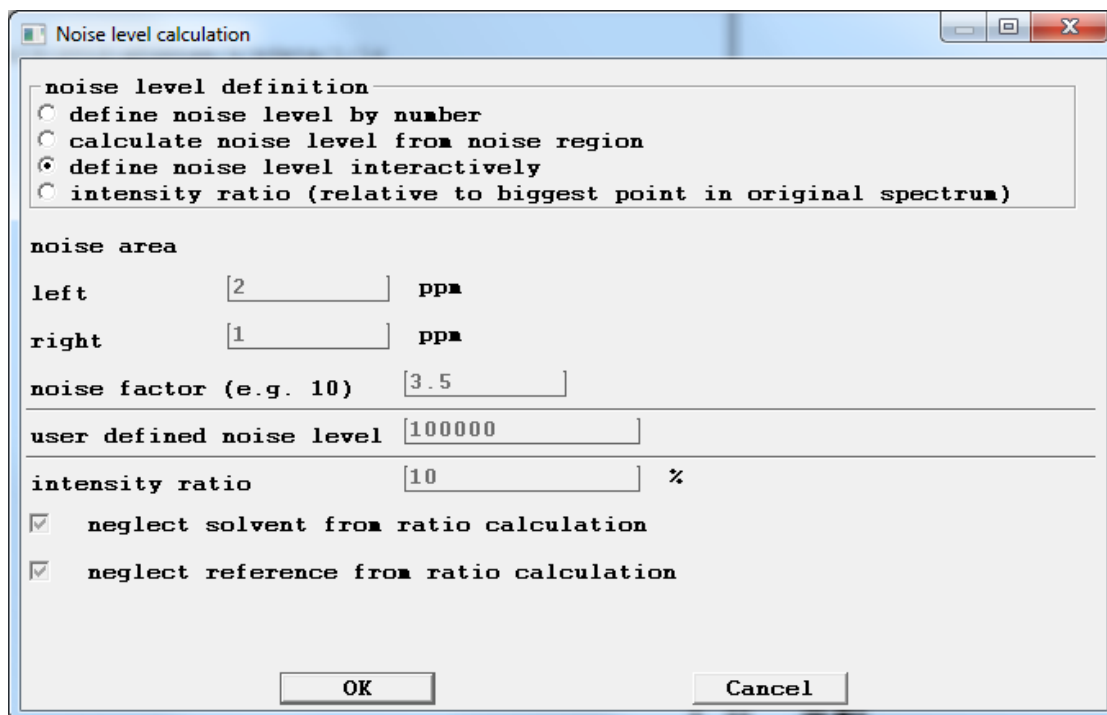 Noise level calculation
noise level definition
define noise level by number
calculate noise level from noise region
define noise level interactively
intensity ratio (relative to biggest point in original spectrum)
noise area
left 2 ppm
right 1 ppm
noise factor (e.g. 10) 3.5
user defined noise level 100000
intensity ratio 10 %
neglect solvent from ratio calculation
neglect reference from ratio calculation
OK Cancel